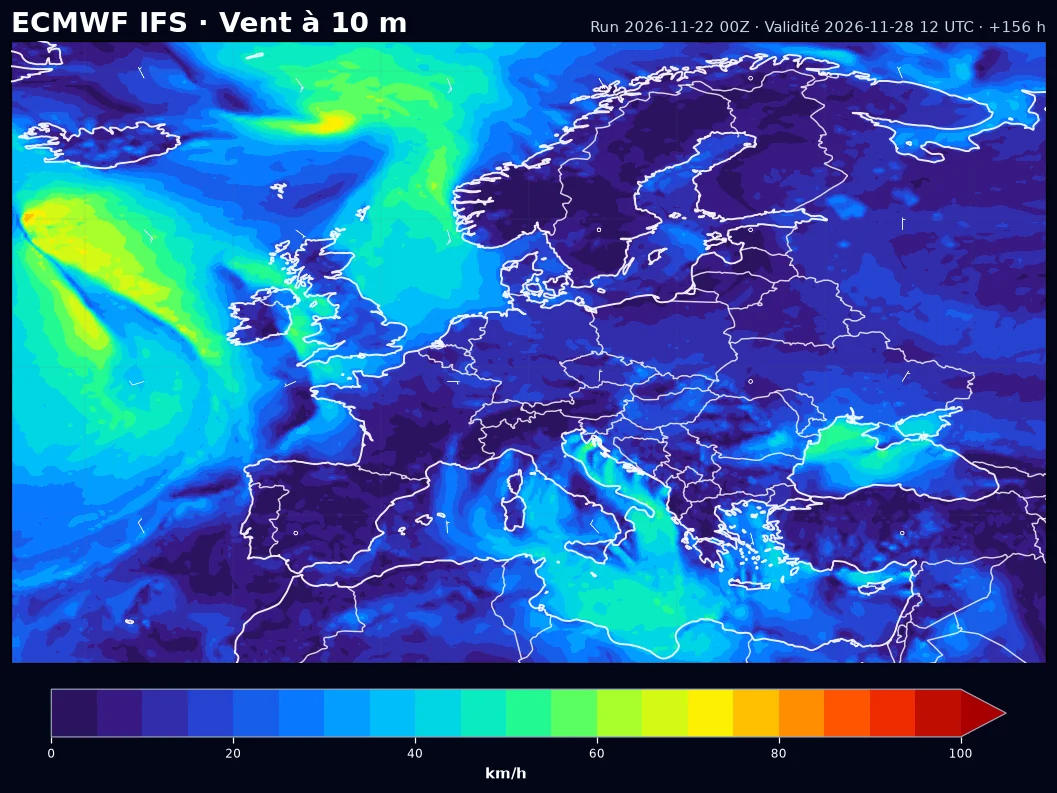 ECMWF IFS · Vent à 10 m
Run 2026-11-22 00Z · Validité 2026-11-28 12 UTC · +156 h
0 20 40 60 80 100
km/h